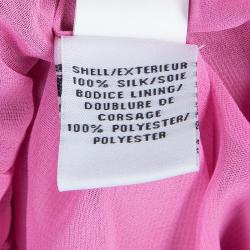 SHELL/EXTERIEUR
100% SILK/SOIE
BODICE LINING/
DOUBLURE DE
CORSAGE
100% POLYESTER/
POLYESTER